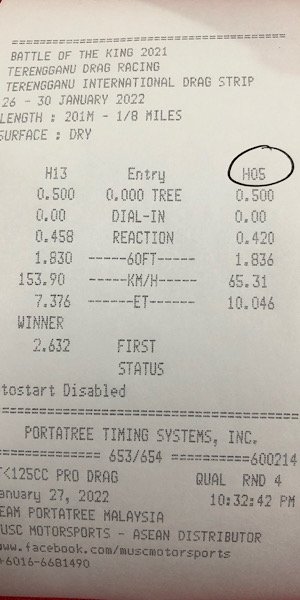 BATTLE OF THE KING 2021
TERENGGANU DRAG RACING
TERENGGANU INTERNATIONAL DRAG STRIP
26 - 30 JANUARY 2022
LENGTH : 201M - 1/8 MILES
SURFACE : DRY
H13 Entry H05
0.500 0.000 TREE 0.500
0.00 DIAL-IN 0.00
0.458 REACTION 0.420
1.830 -----60FT----- 1.836
153.90 -----KM/H----- 65.31
7.376 ------ET------ 10.046
WINNER
2.632 FIRST
STATUS
tostart Disabled
PORTATREE TIMING SYSTEMS, INC.
=========== 653/654 ==========600214
<125CC PRO DRAG QUAL RND 4
anuary 27, 2022 10:32:42 PM
EAM PORTATREE MALAYSIA
MUSC MOTORSPORTS - ASEAN DISTRIBUTOR
www.facebook.com/muscmotorsports
+6016-6681490